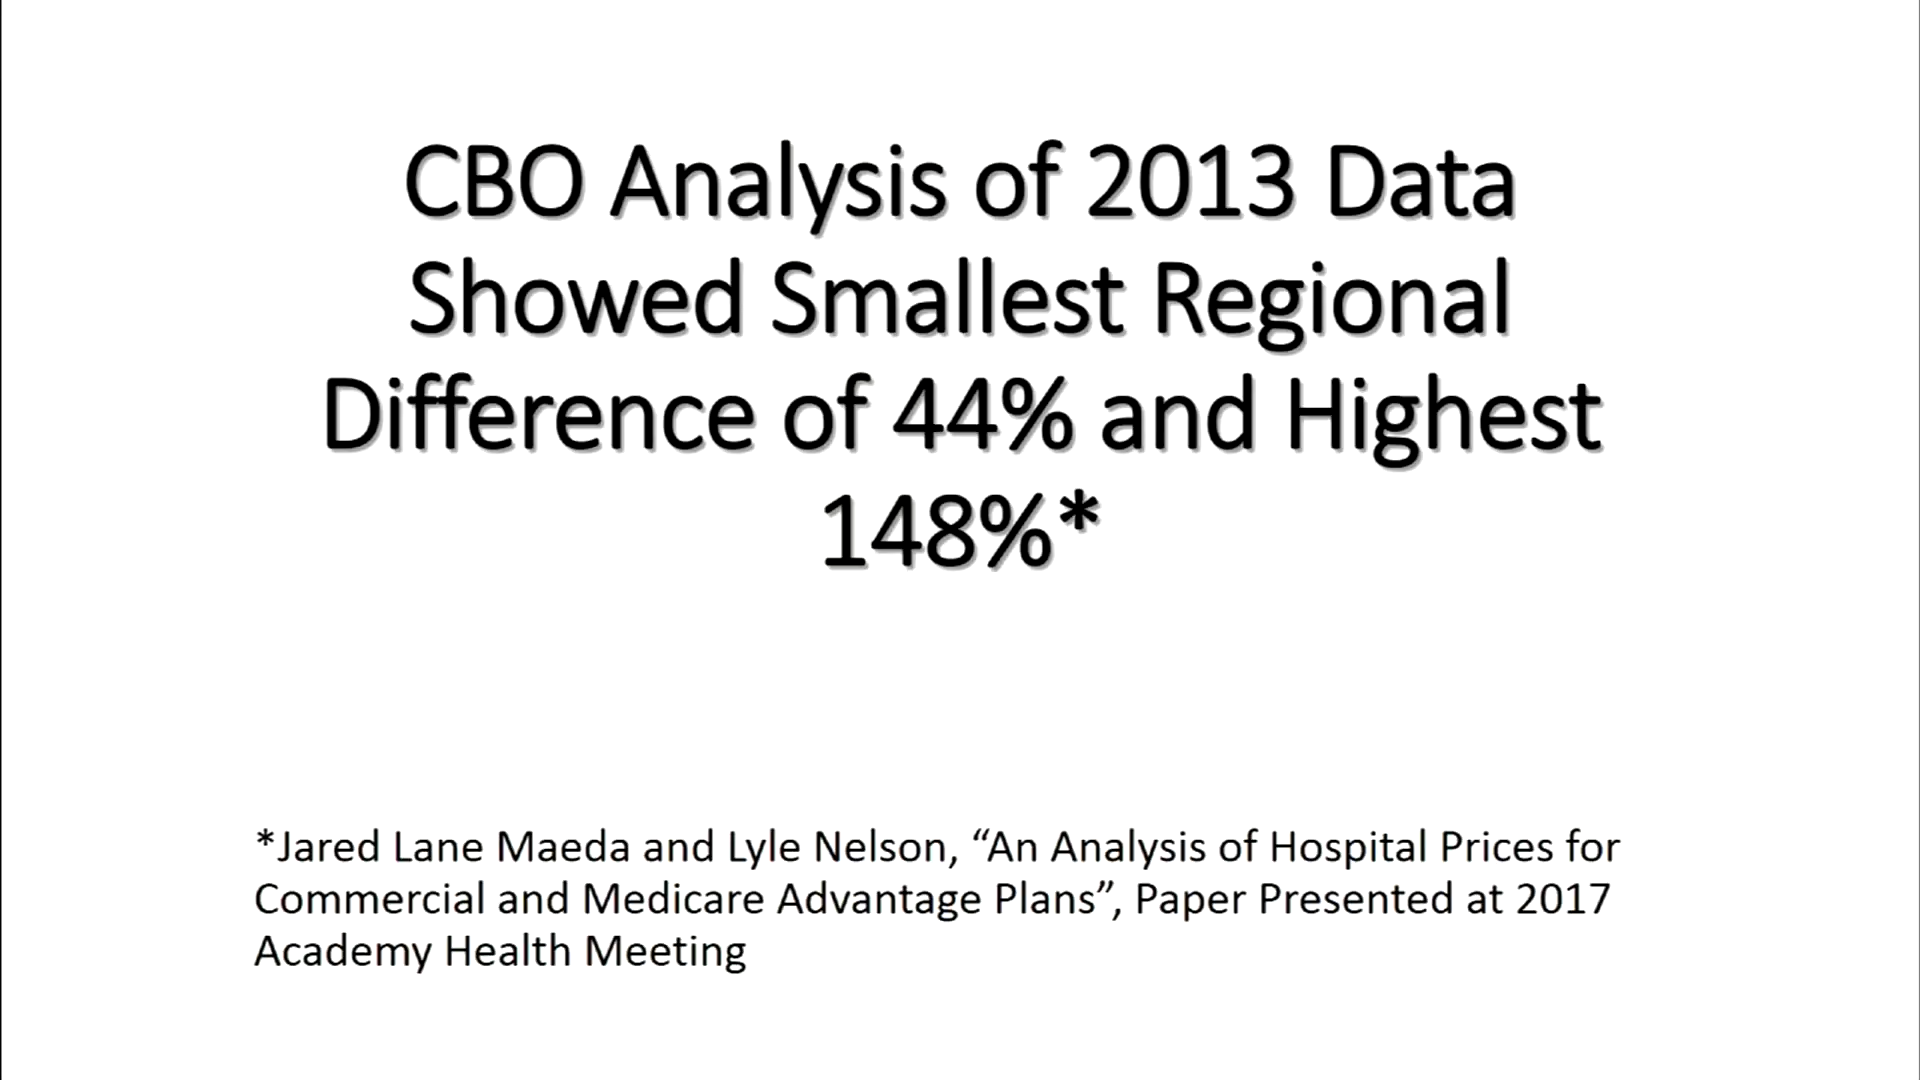 CBO Analysis of 2013 Data
Showed Smallest Regional
Difference of 44% and Highest
148%*
*Jared Lane Maeda and Lyle Nelson, “An Analysis of Hospital Prices for
Commercial and Medicare Advantage Plans”, Paper Presented at 2017
Academy Health Meeting